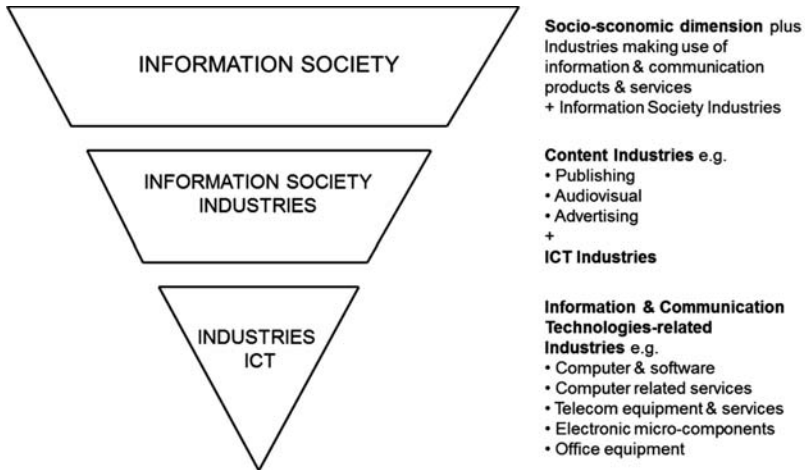 INFORMATION SOCIETY
Socio-sconomic dimension plus
Industries making use of
information & communication
products & services
+ Information Society Industries
INFORMATION SOCIETY
INDUSTRIES
Content Industries e.g.
• Publishing
• Audiovisual
• Advertising
+
ICT Industries
INDUSTRIES
ICT
Information & Communication
Technologies-related
Industries e.g.
• Computer & software
• Computer related services
• Telecom equipment & services
• Electronic micro-components
• Office equipment